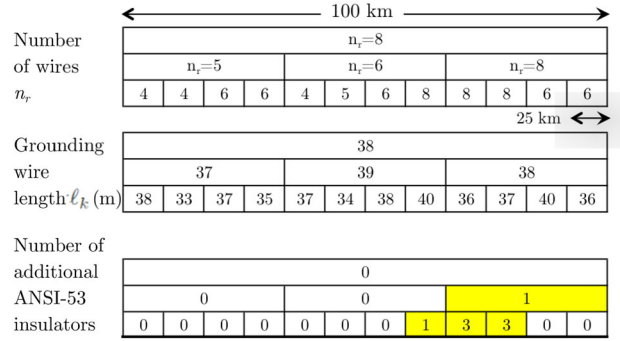 100 km
Number
of wires
n_r
n_r=8
n_r=5 n_r=6 n_r=8
4 4 6 6 4 5 6 8 8 8 6 6
25 km
Grounding
wire
length ℓ_k (m)
38
37 39 38
38 33 37 35 37 34 38 40 36 37 40 36
Number of
additional
ANSI-53
insulators
0
0 0 1
0 0 0 0 0 0 0 1 3 3 0 0